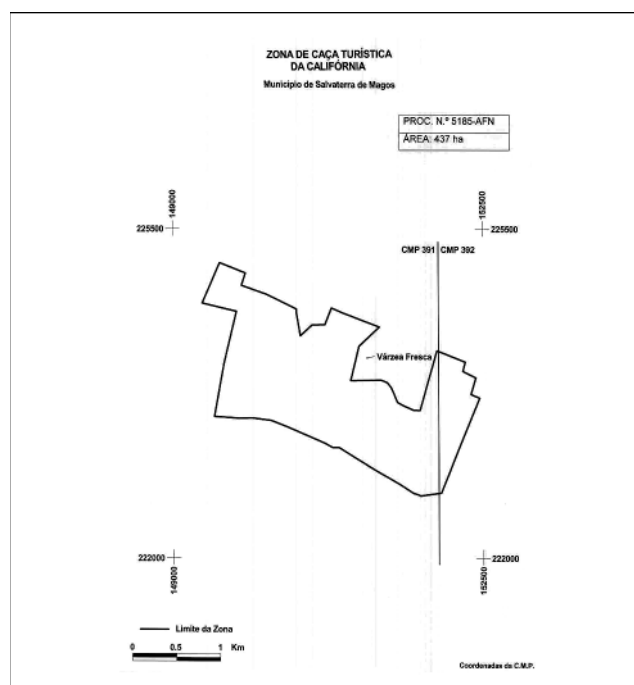 ZONA DE CAÇA TURÍSTICA
DA CALIFÓRNIA
Município de Salvaterra de Magos
PROC. N.º 5185-AFN
ÁREA: 437 ha
149000
152500
225500
225500
CMP 391
CMP 392
Várzea Fresca
222000
222000
149000
152500
Limite da Zona
0 0.5 1 Km
Coordenadas da C.M.P.